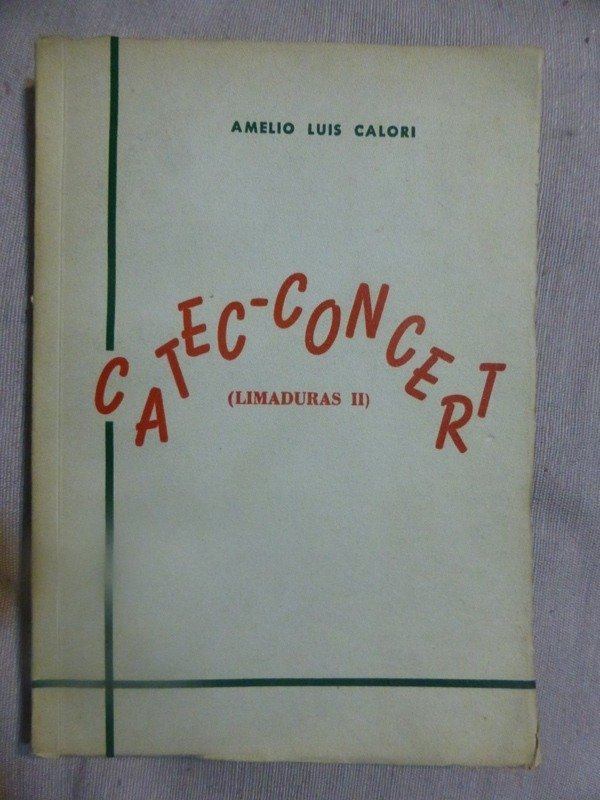 AMELIO LUIS CALORI
CATEC-CONCERT
(LIMADURAS II)